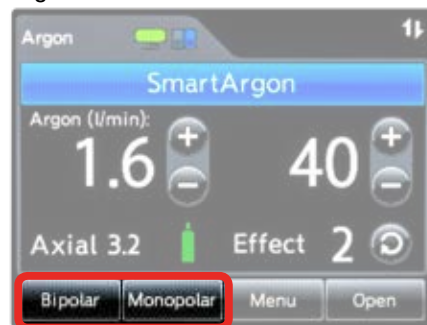 Argon
SmartArgon
Argon (l/min):
1.6 + − 40 + −
Axial 3.2 Effect 2
Bipolar Monopolar Menu Open